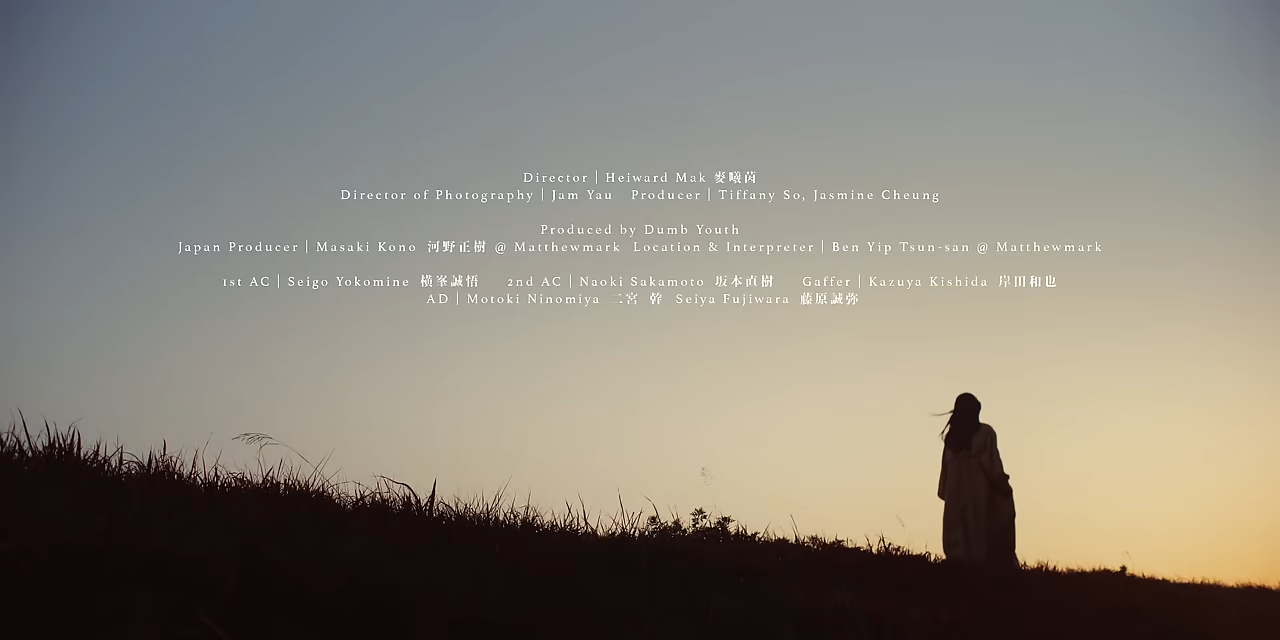 Director | Heiward Mak 麥曦茵
Director of Photography | Jam Yau Producer | Tiffany So, Jasmine Cheung
Produced by Dumb Youth
Japan Producer | Masaki Kono 河野正樹 @ Matthewmark Location & Interpreter | Ben Yip Tsun-san @ Matthewmark
1st AC | Seigo Yokomine 横峯誠悟 2nd AC | Naoki Sakamoto 坂本直樹 Gaffer | Kazuya Kishida 岸田和也
AD | Motoki Ninomiya 二宮 幹 Seiya Fujiwara 藤原誠弥